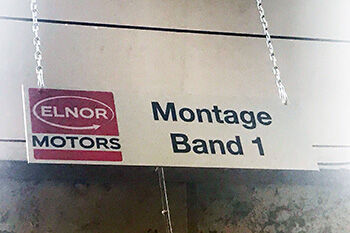 ELNOR
MOTORS
Montage
Band 1